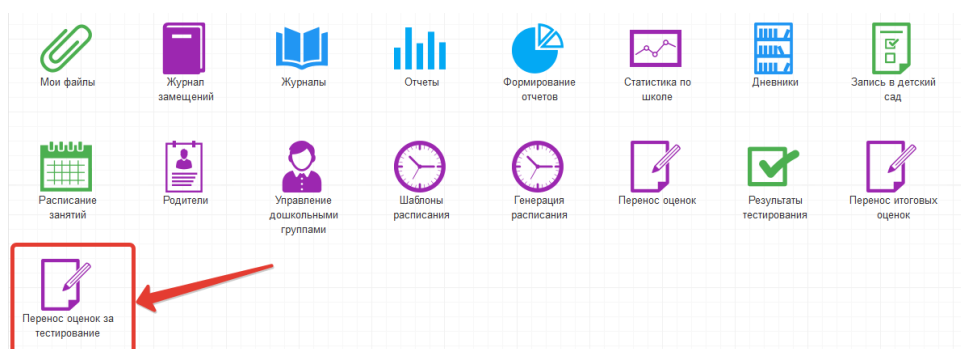 Мои файлы
Журнал
замещений
Журналы
Отчеты
Формирование
отчетов
Статистика по
школе
Дневники
Запись в детский
сад
Расписание
занятий
Родители
Управление
дошкольными
группами
Шаблоны
расписания
Генерация
расписания
Перенос оценок
Результаты
тестирования
Перенос итоговых
оценок
Перенос оценок за
тестирование